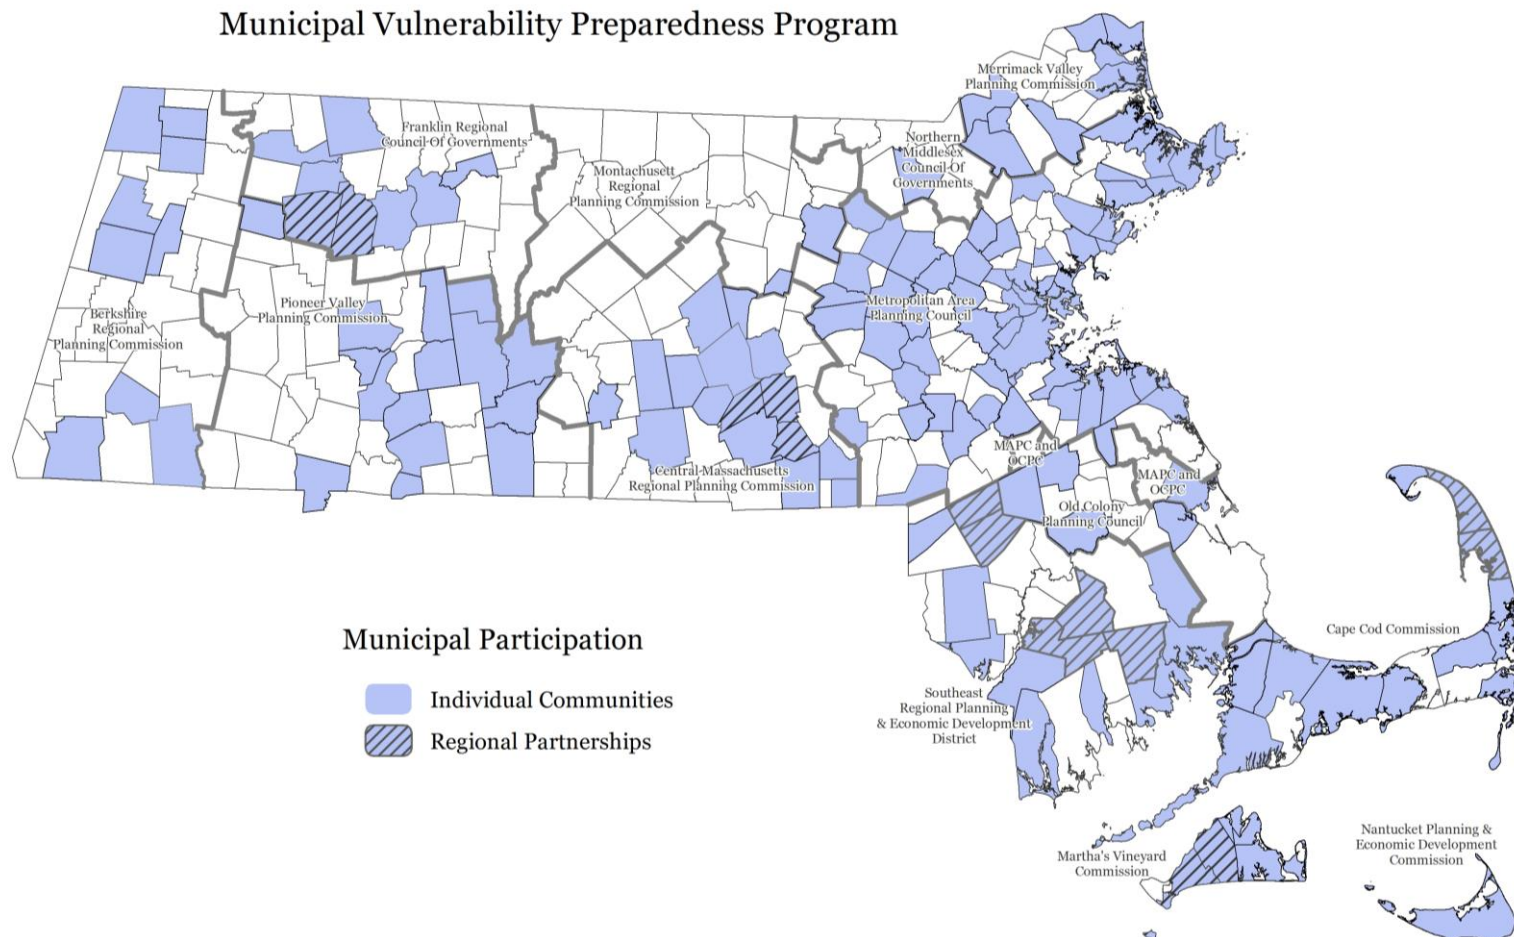 Municipal Vulnerability Preparedness Program
Merrimack Valley
Planning Commission
Franklin Regional
Council Of Governments
Northern
Middlesex
Council Of
Governments
Montachusett
Regional
Planning Commission
Berkshire
Regional
Planning Commission
Pioneer Valley
Planning Commission
Metropolitan Area
Planning Council
Central Massachusetts
Regional Planning Commission
MAPC and
OCPC
MAPC and
OCPC
Old Colony
Planning Council
Cape Cod Commission
Municipal Participation
Individual Communities
Regional Partnerships
Southeast
Regional Planning
& Economic Development
District
Martha's Vineyard
Commission
Nantucket Planning &
Economic Development
Commission